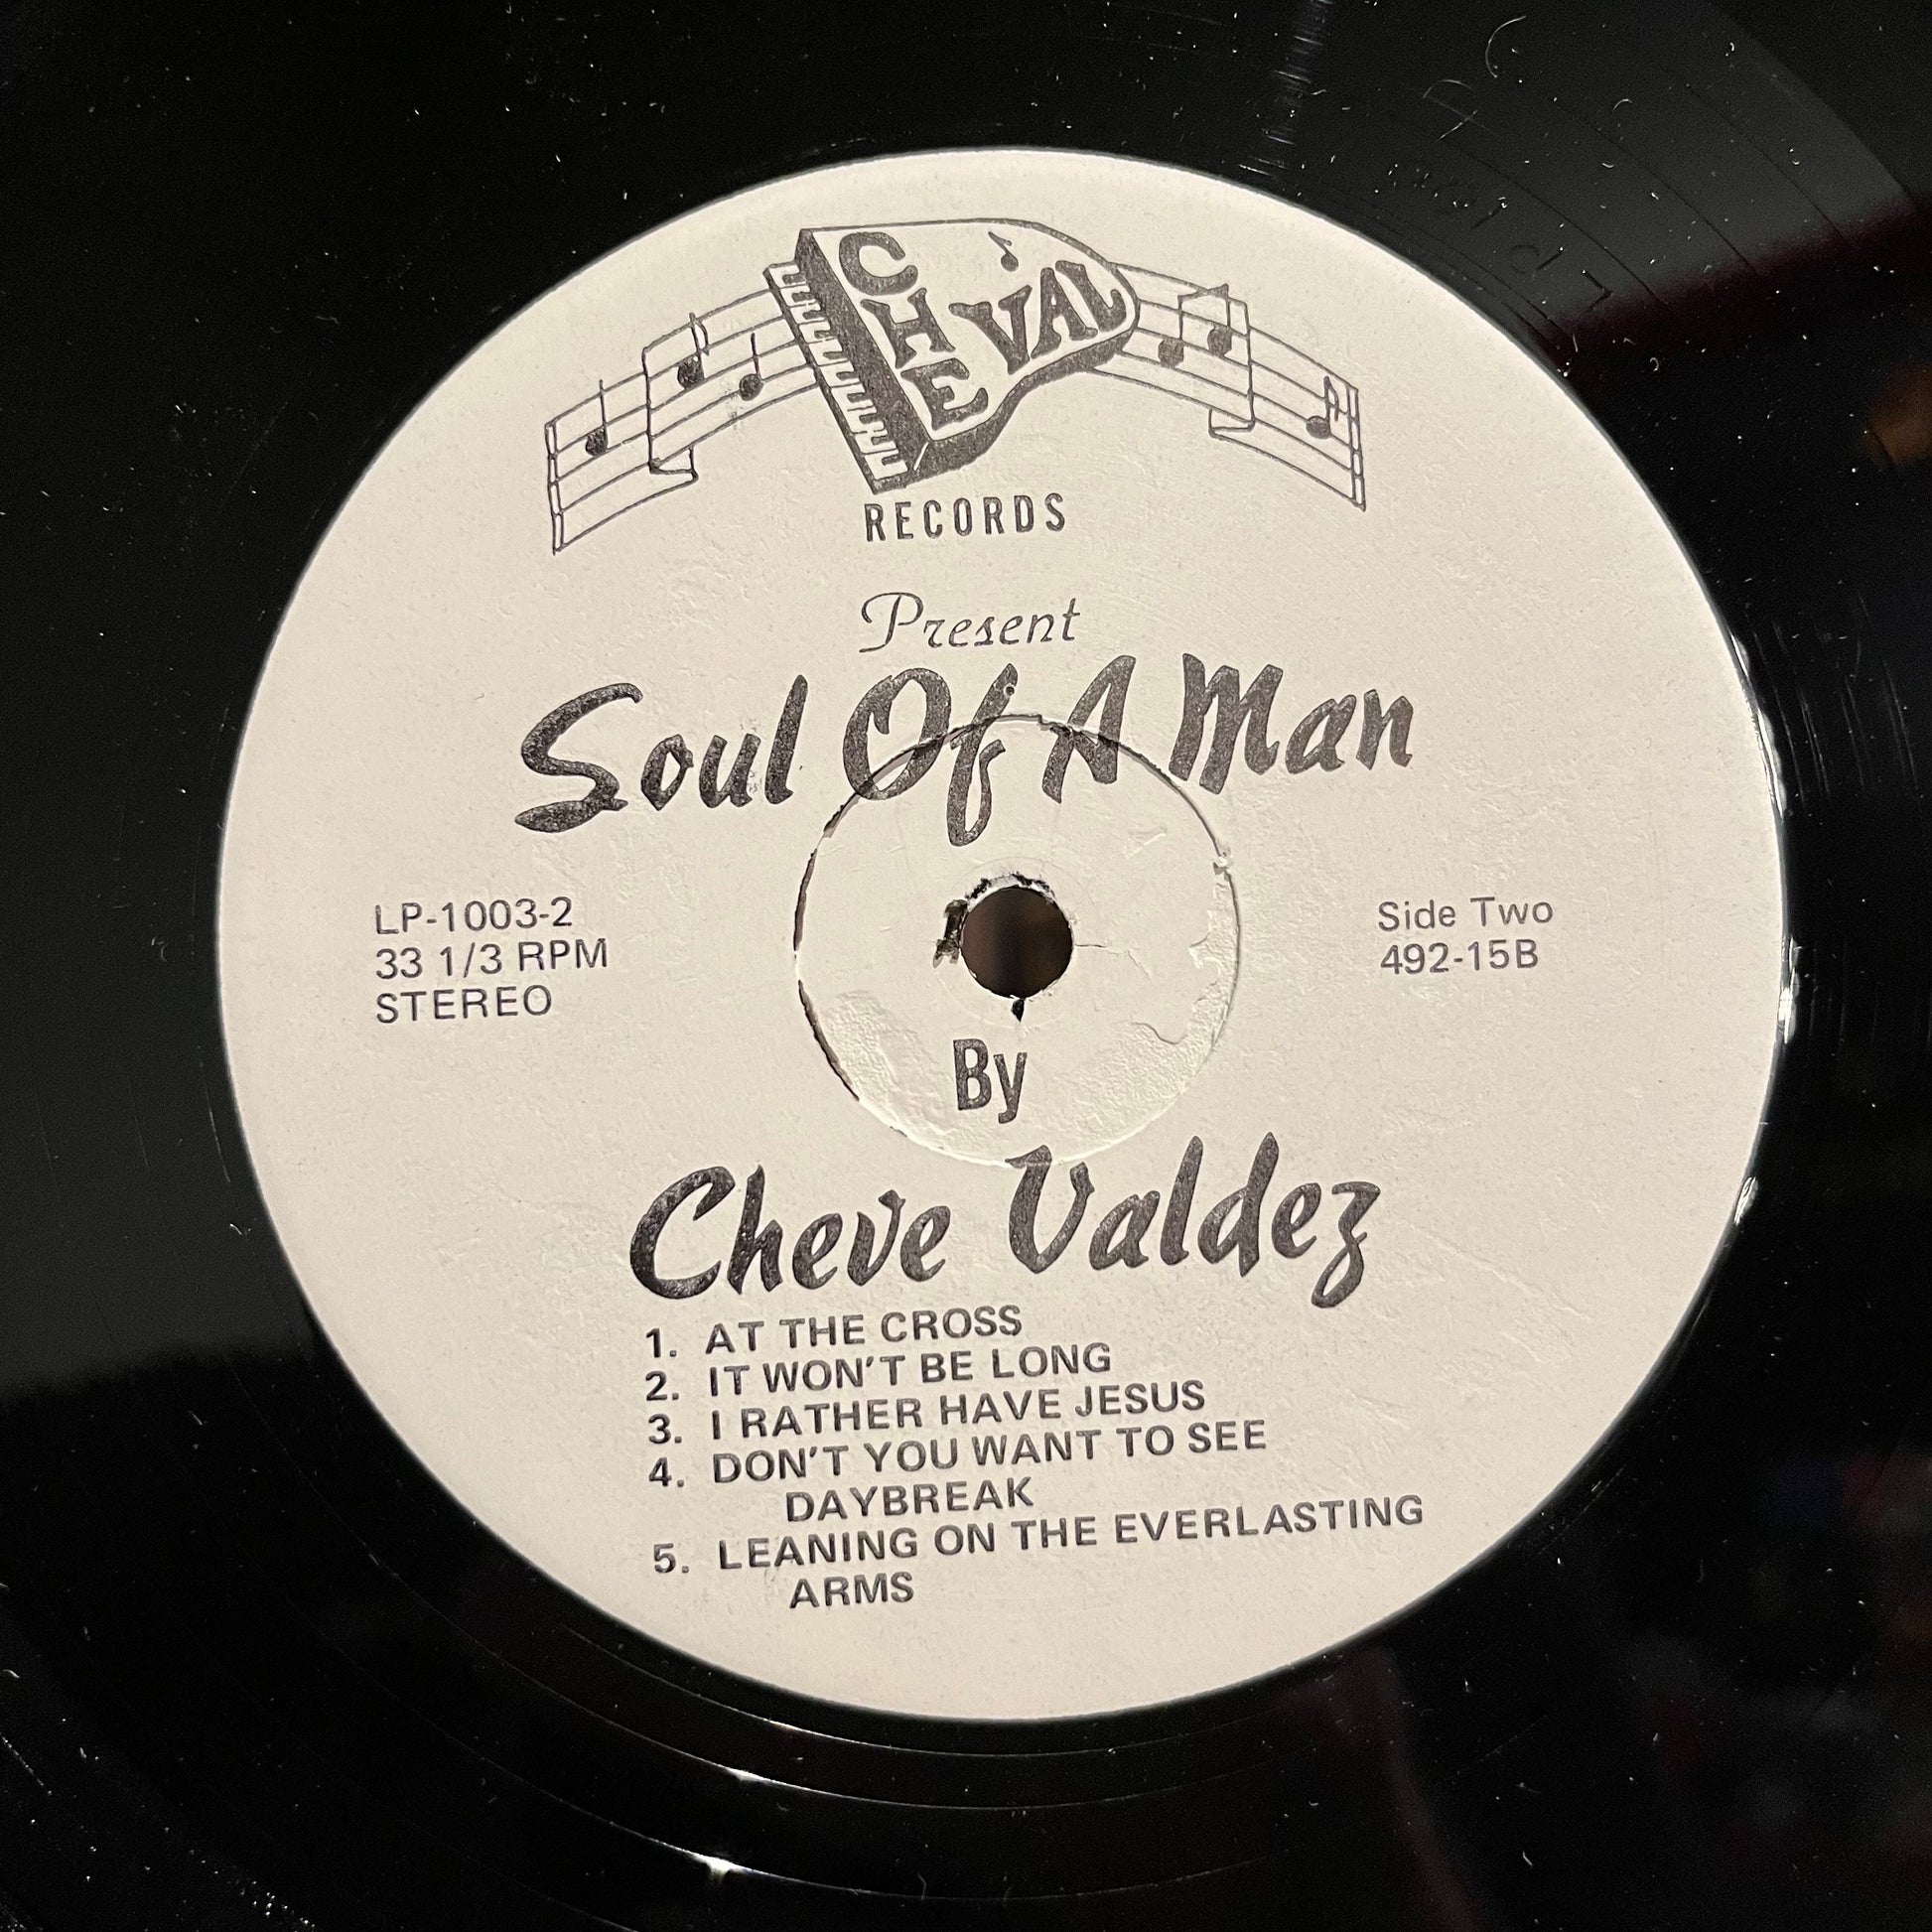 CHE VAL
RECORDS
Present
Soul Of A Man
LP-1003-2
33 1/3 RPM
STEREO
Side Two
492-15B
By
Cheve Valdez
1. AT THE CROSS
2. IT WON'T BE LONG
3. I RATHER HAVE JESUS
4. DON'T YOU WANT TO SEE
DAYBREAK
5. LEANING ON THE EVERLASTING
ARMS